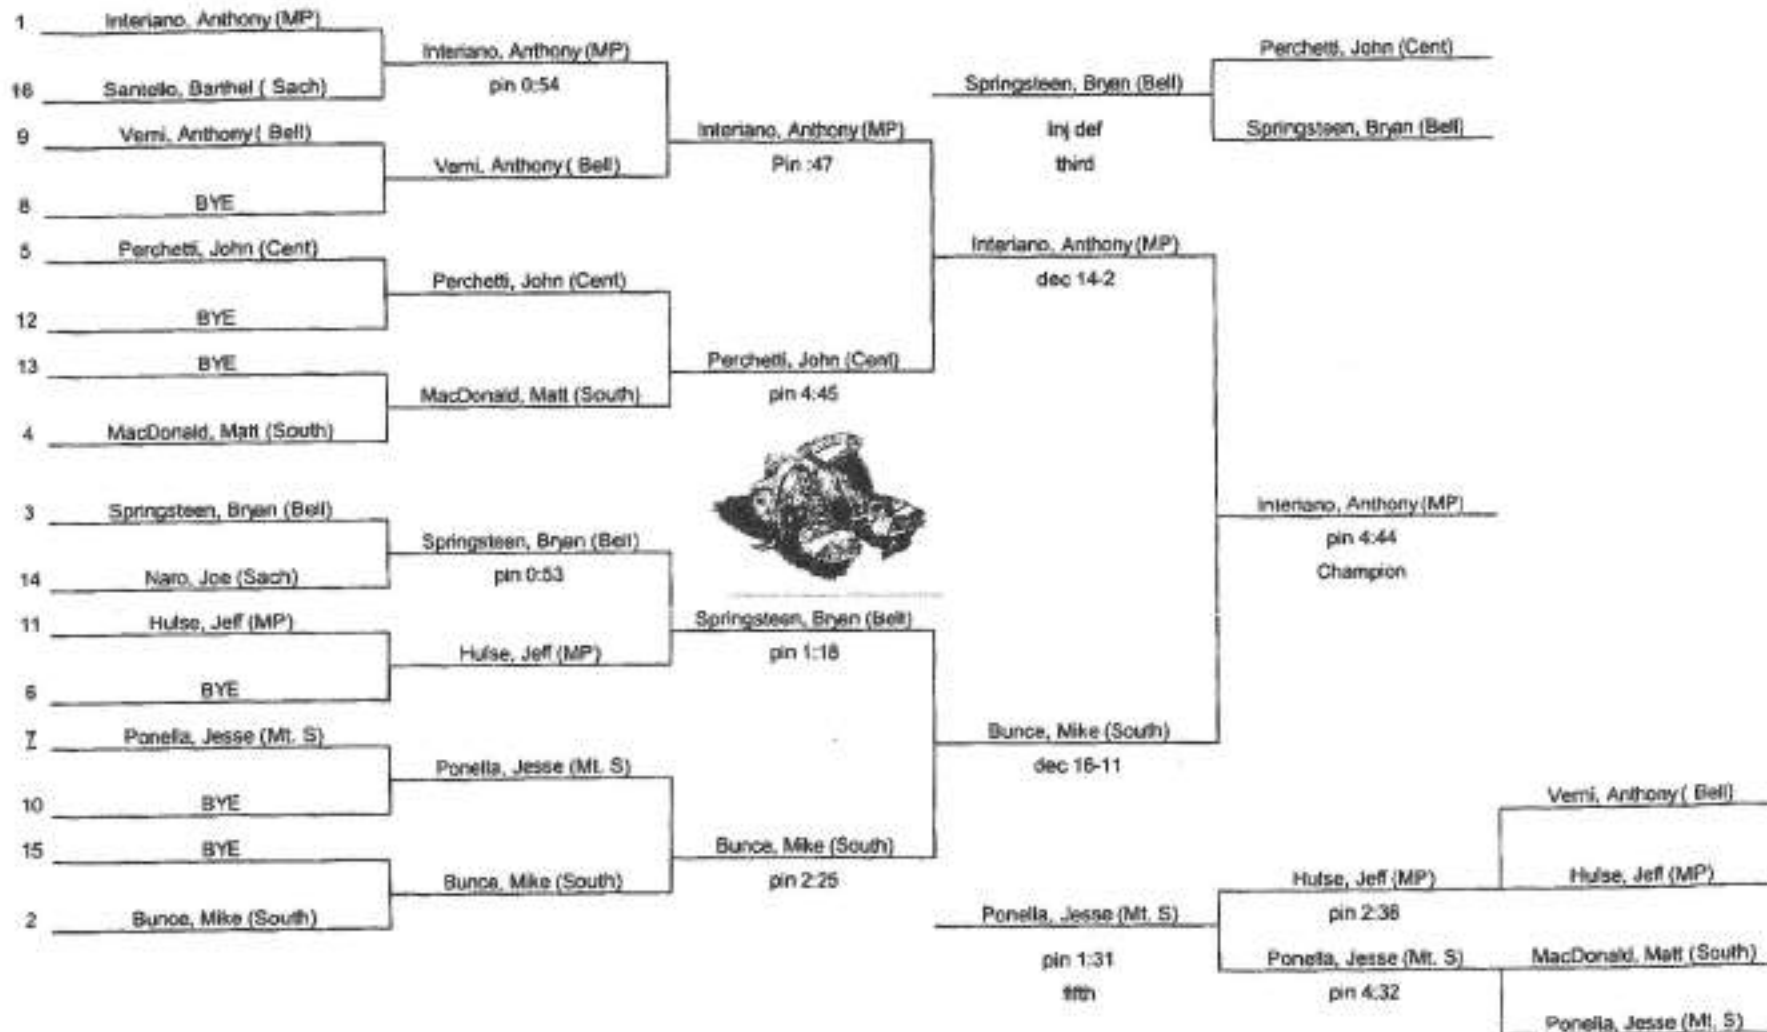 1 Interiano, Anthony (MP)
16 Santello, Barthel ( Sach)
9 Verni, Anthony ( Bell)
8 BYE
5 Perchetti, John (Cent)
12 BYE
13 BYE
4 MacDonald, Matt (South)
3 Springsteen, Bryan (Bell)
14 Naro, Joe (Sach)
11 Hulse, Jeff (MP)
6 BYE
7 Ponella, Jesse (Mt. S)
10 BYE
15 BYE
2 Bunce, Mike (South)
Interiano, Anthony (MP)
pin 0:54
Verni, Anthony ( Bell)
Perchetti, John (Cent)
MacDonald, Matt (South)
Springsteen, Bryan (Bell)
pin 0:53
Hulse, Jeff (MP)
Ponella, Jesse (Mt. S)
Bunce, Mike (South)
Interiano, Anthony (MP)
Pin :47
Perchetti, John (Cent)
pin 4:45
Springsteen, Bryan (Bell)
pin 1:18
Bunce, Mike (South)
pin 2:25
Springsteen, Bryan (Bell)
Inj def
third
Perchetti, John (Cent)
Springsteen, Bryan (Bell)
Interiano, Anthony (MP)
dec 14-2
Bunce, Mike (South)
dec 16-11
Interiano, Anthony (MP)
pin 4:44
Champion
Ponella, Jesse (Mt. S)
pin 1:31
fifth
Hulse, Jeff (MP)
pin 2:38
Ponella, Jesse (Mt. S)
pin 4:32
Verni, Anthony ( Bell)
Hulse, Jeff (MP)
MacDonald, Matt (South)
Ponella, Jesse (Mt. S)